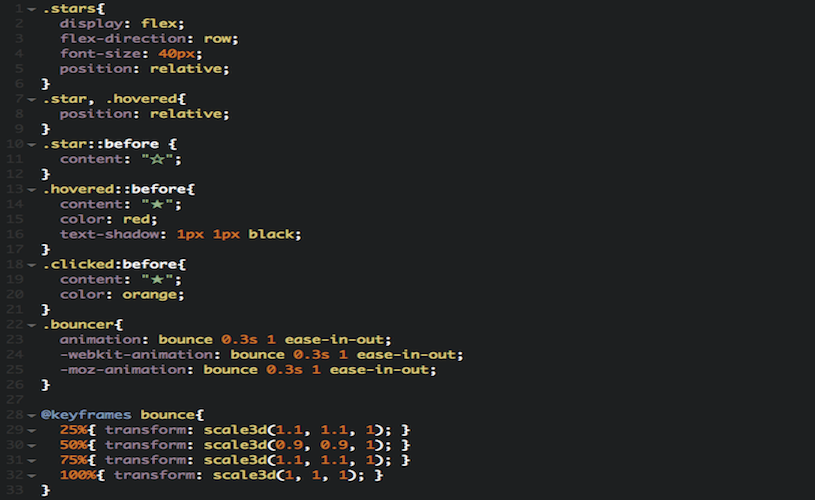 1 .stars{
2 display: flex;
3 flex-direction: row;
4 font-size: 40px;
5 position: relative;
6 }
7 .star, .hovered{
8 position: relative;
9 }
10 .star::before {
11 content: "☆";
12 }
13 .hovered::before{
14 content: "★";
15 color: red;
16 text-shadow: 1px 1px black;
17 }
18 .clicked:before{
19 content: "★";
20 color: orange;
21 }
22 .bouncer{
23 animation: bounce 0.3s 1 ease-in-out;
24 -webkit-animation: bounce 0.3s 1 ease-in-out;
25 -moz-animation: bounce 0.3s 1 ease-in-out;
26 }
27
28 @keyframes bounce{
29 25%{ transform: scale3d(1.1, 1.1, 1); }
30 50%{ transform: scale3d(0.9, 0.9, 1); }
31 75%{ transform: scale3d(1.1, 1.1, 1); }
32 100%{ transform: scale3d(1, 1, 1); }
33 }